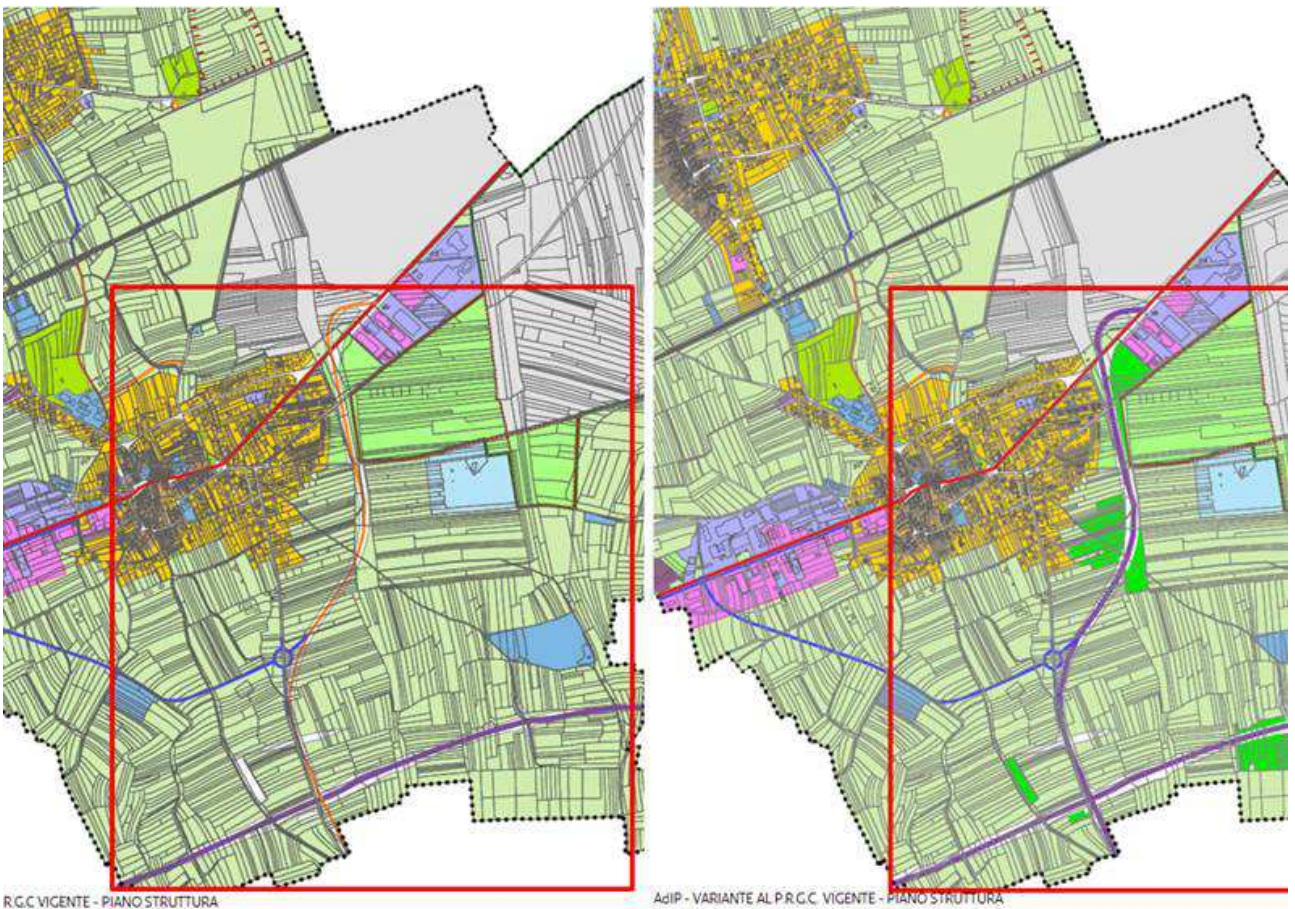 R.G.C VIGENTE - PIANO STRUTTURA
AdIP - VARIANTE AL P.R.G.C. VIGENTE - PIANO STRUTTURA